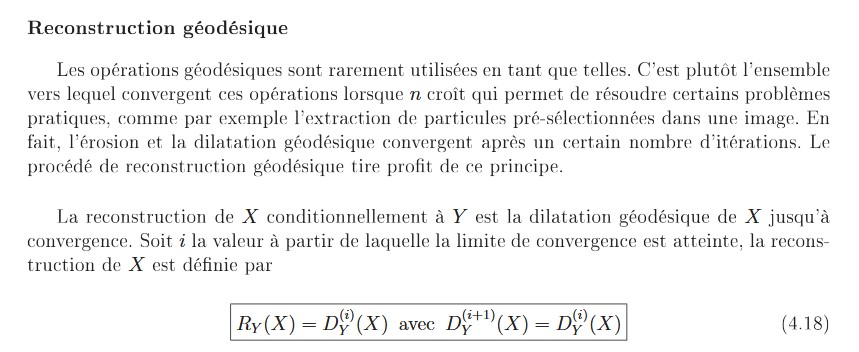 Reconstruction géodésique
Les opérations géodésiques sont rarement utilisées en tant que telles. C'est plutôt l'ensemble
vers lequel convergent ces opérations lorsque n croît qui permet de résoudre certains problèmes
pratiques, comme par exemple l'extraction de particules pré-sélectionnées dans une image. En
fait, l'érosion et la dilatation géodésique convergent après un certain nombre d'itérations. Le
procédé de reconstruction géodésique tire profit de ce principe.
La reconstruction de X conditionnellement à Y est la dilatation géodésique de X jusqu'à
convergence. Soit i la valeur à partir de laquelle la limite de convergence est atteinte, la recons-
truction de X est définie par
R_Y(X) = D_Y^{(i)}(X) avec D_Y^{(i+1)}(X) = D_Y^{(i)}(X) (4.18)